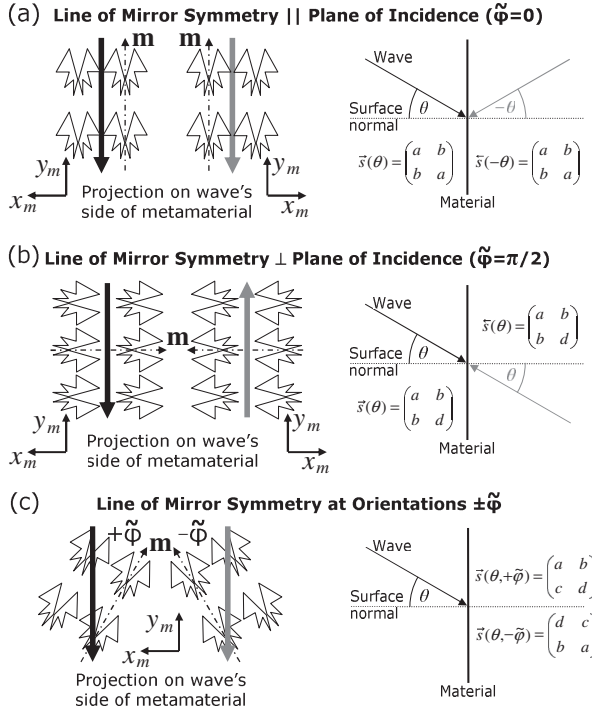 (a) Line of Mirror Symmetry || Plane of Incidence (φ̃=0)
m m
Wave
Surface normal
θ
-θ
s⃗(θ) = (a b
b a)
s⃖(-θ) = (a b
b a)
y_m
x_m
y_m
x_m
Projection on wave's
side of metamaterial
Material
(b) Line of Mirror Symmetry ⊥ Plane of Incidence (φ̃=π/2)
m
Wave
Surface normal
θ
θ
s⃖(θ) = (a b
b d)
s⃗(θ) = (a b
b d)
y_m
x_m
y_m
x_m
Projection on wave's
side of metamaterial
Material
(c) Line of Mirror Symmetry at Orientations ±φ̃
+φ̃ -φ̃
m
y_m
x_m
Projection on wave's
side of metamaterial
Wave
Surface normal
θ
s⃗(θ,+φ̃) = (a b
c d
s⃗(θ,-φ̃) = (d c
b a
Material